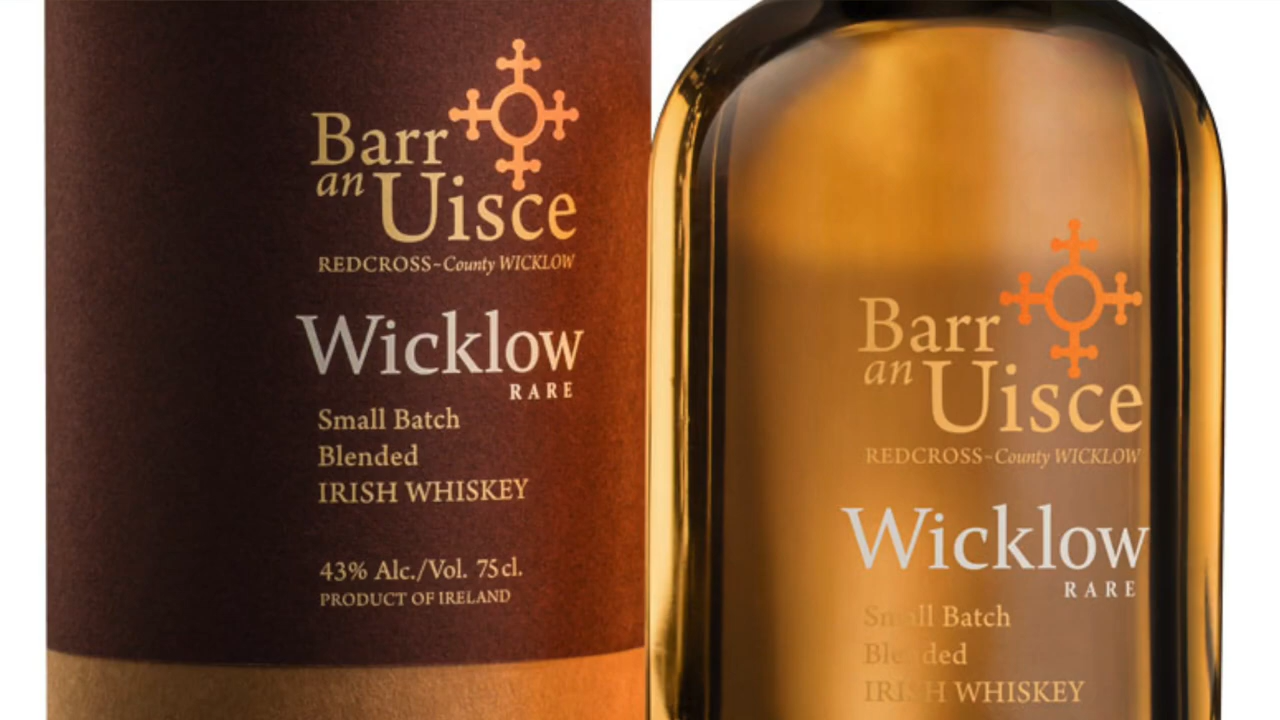 Barr
an Uisce
REDCROSS~County WICKLOW
Wicklow
RARE
Small Batch
Blended
IRISH WHISKEY
43% Alc./Vol. 75cl.
PRODUCT OF IRELAND
Barr
an Uisce
REDCROSS~County WICKLOW
Wicklow
RARE
Small Batch
Blended
IRISH WHISKEY